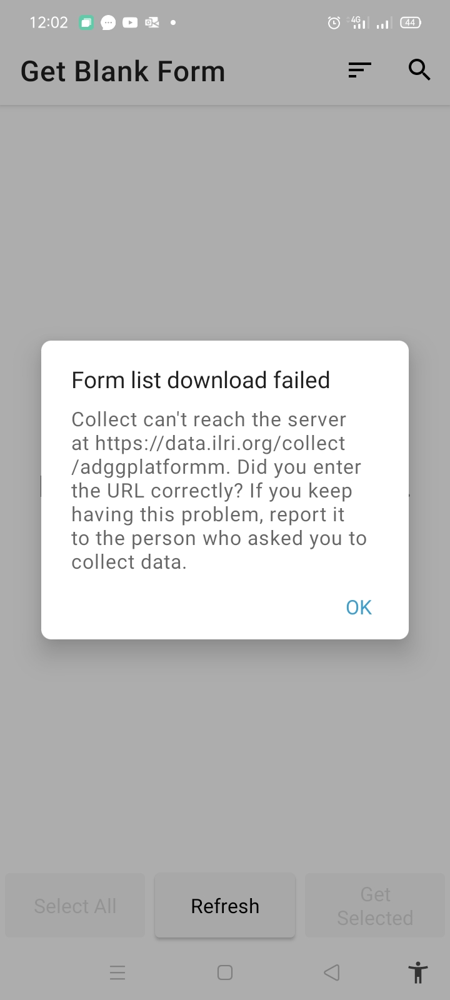 12:02
4G
44
Get Blank Form
Form list download failed
Collect can't reach the server
at https://data.ilri.org/collect
/adggplatformm. Did you enter
the URL correctly? If you keep
having this problem, report it
to the person who asked you to
collect data.
OK
Select All
Refresh
Get
Selected